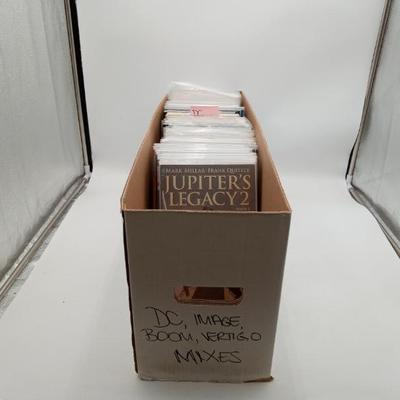 MARK MILLAR FRANK QUITELY
JUPITER'S
LEGACY 2
DC, IMAGE,
BOOM, VERTIGO
MIXES